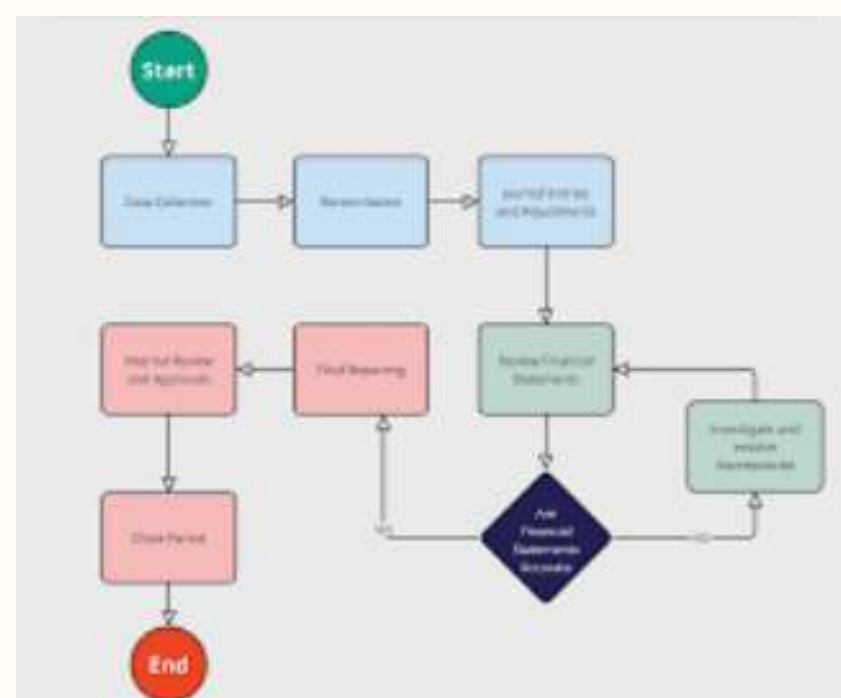 Start
Data Collection
Reconciliation
Journal Entries
and Adjustments
Review
and Approvals
Final Reporting
Review Financial
Statements
Investigate and
resolve
discrepancies
Close Period
Are
Financial
Statements
Accurate
End